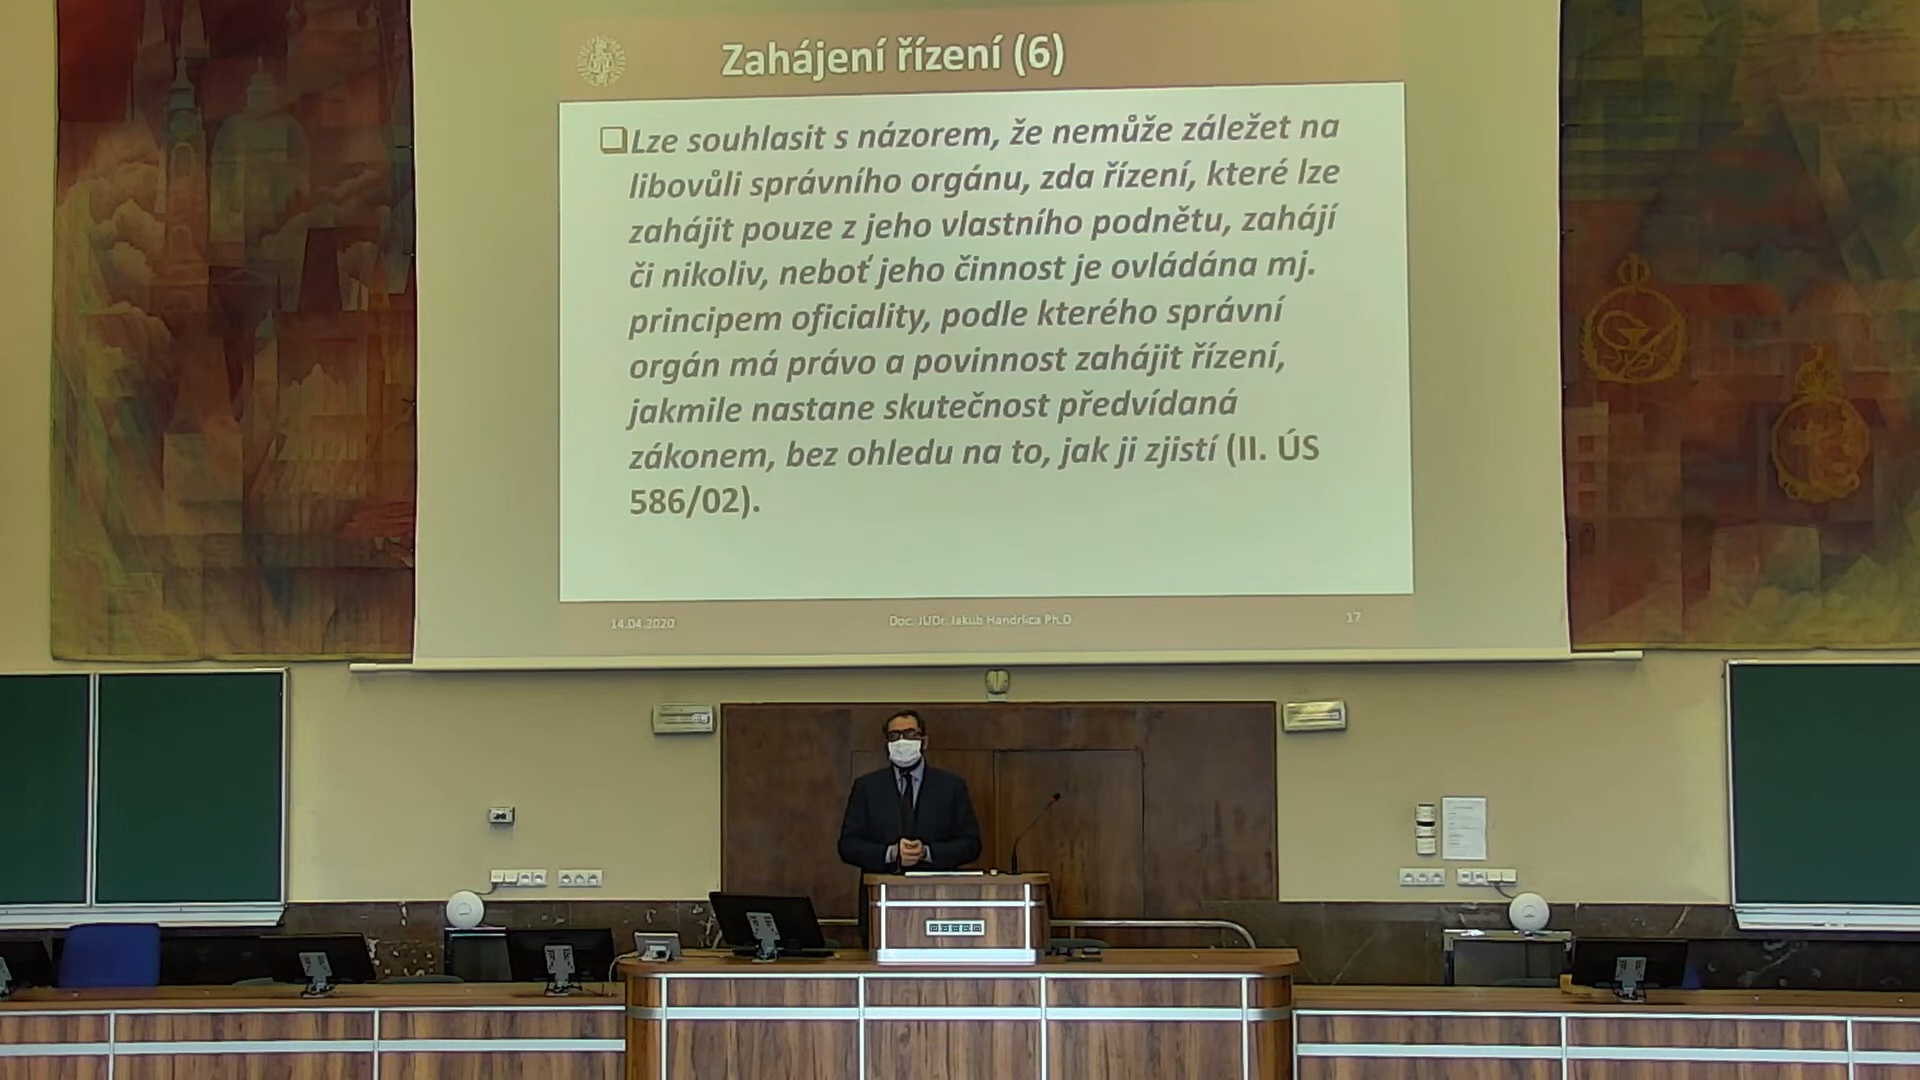 Zahájení řízení (6)
Lze souhlasit s názorem, že nemůže záležet na
libovůli správního orgánu, zda řízení, které lze
zahájit pouze z jeho vlastního podnětu, zahájí
či nikoliv, neboť jeho činnost je ovládána mj.
principem oficiality, podle kterého správní
orgán má právo a povinnost zahájit řízení,
jakmile nastane skutečnost předvídaná
zákonem, bez ohledu na to, jak ji zjistí (II. ÚS
586/02).
14.04.2020
Doc. JUDr. Jakub Handrlica Ph.D
17